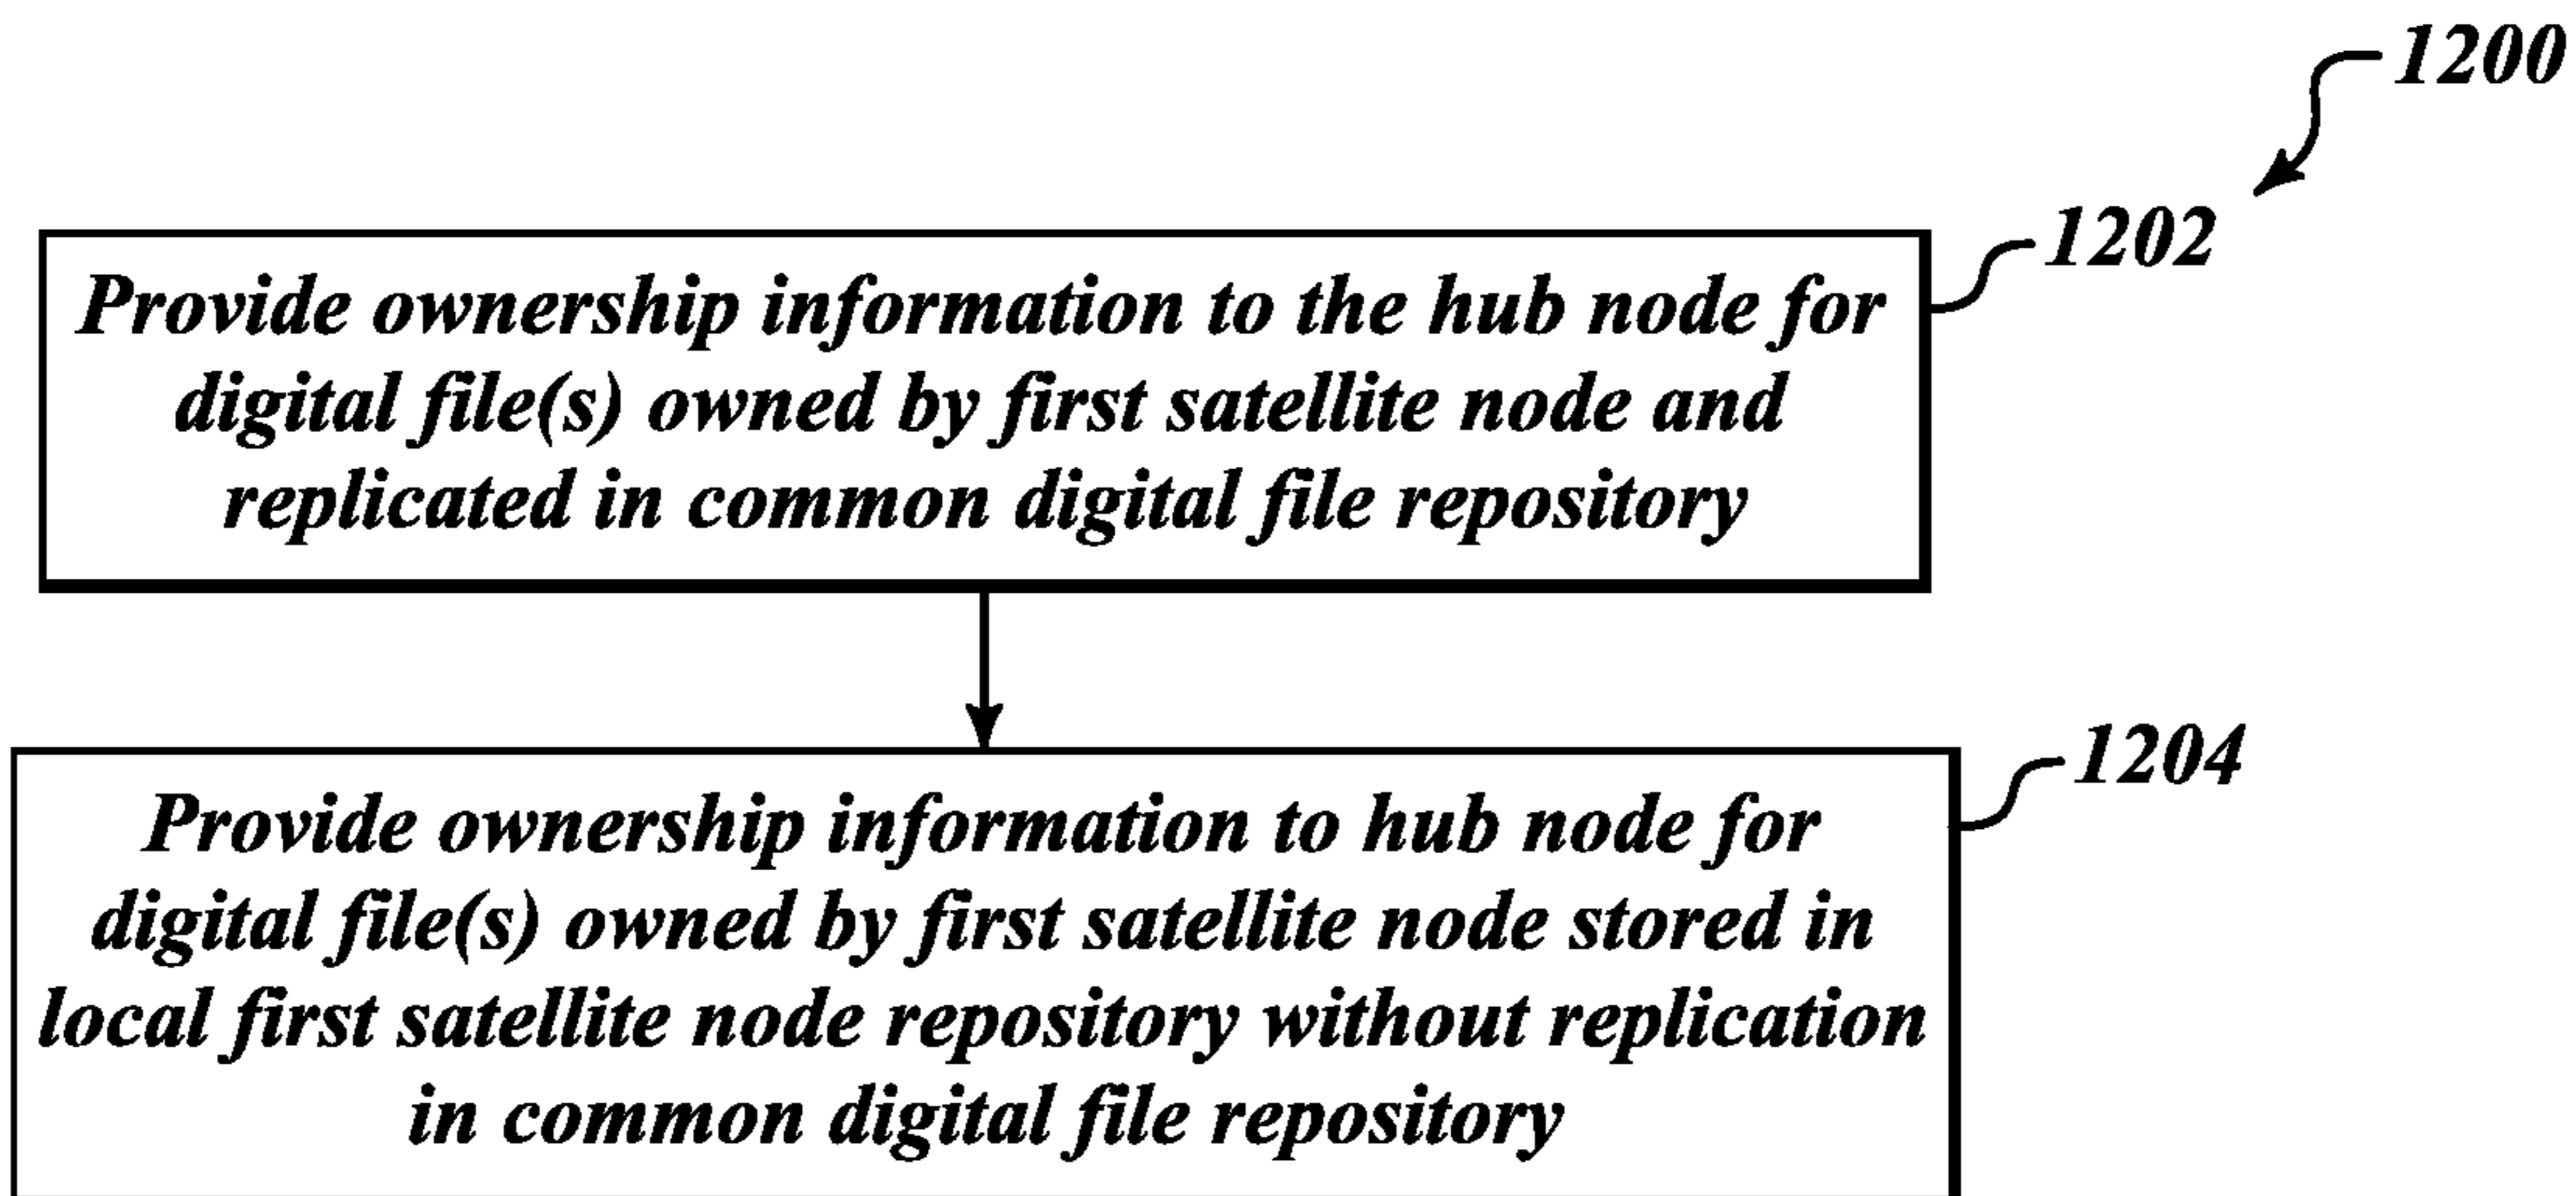 1200
1202
Provide ownership information to the hub node for
digital file(s) owned by first satellite node and
replicated in common digital file repository
1204
Provide ownership information to hub node for
digital file(s) owned by first satellite node stored in
local first satellite node repository without replication
in common digital file repository